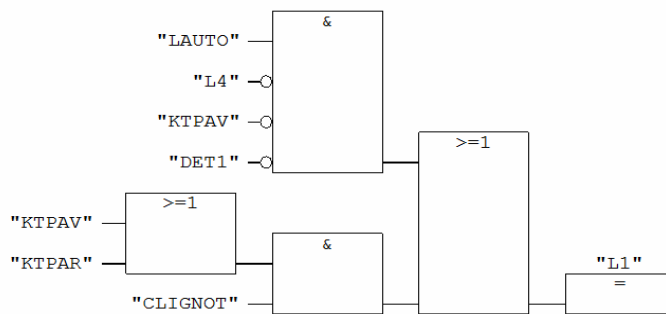 &
"LAUTO"
"L4"
"KTPAV"
"DET1"
>=1
>=1
"KTPAV"
"KTPAR"
&
"CLIGNOT"
"L1"
=